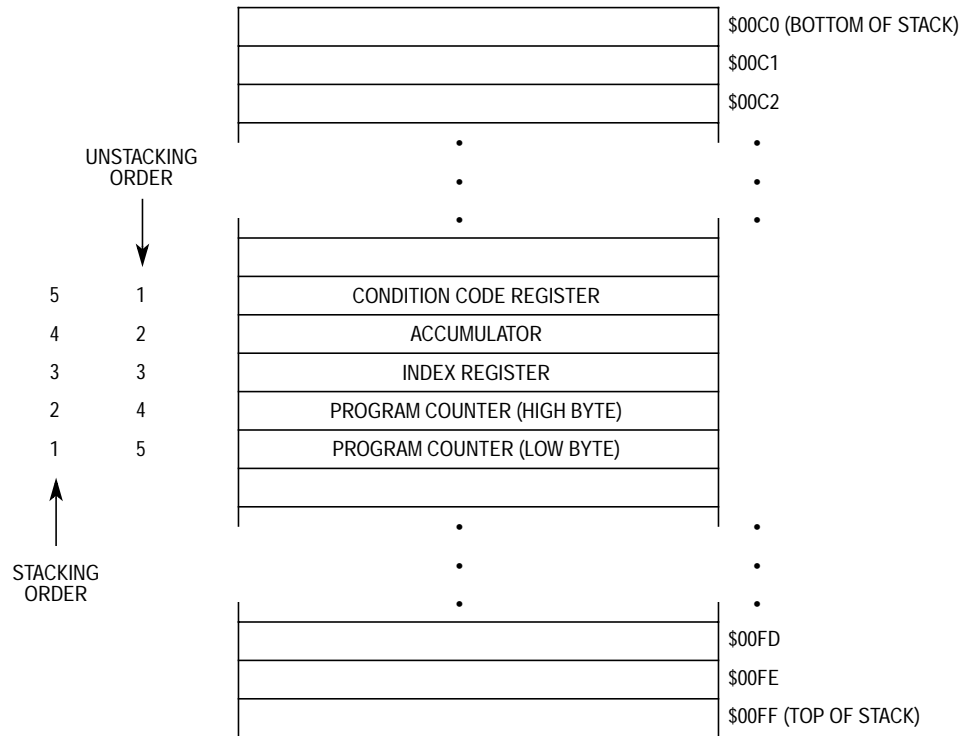 $00C0 (BOTTOM OF STACK)
$00C1
$00C2
UNSTACKING
ORDER
5 1 CONDITION CODE REGISTER
4 2 ACCUMULATOR
3 3 INDEX REGISTER
2 4 PROGRAM COUNTER (HIGH BYTE)
1 5 PROGRAM COUNTER (LOW BYTE)
STACKING
ORDER
$00FD
$00FE
$00FF (TOP OF STACK)